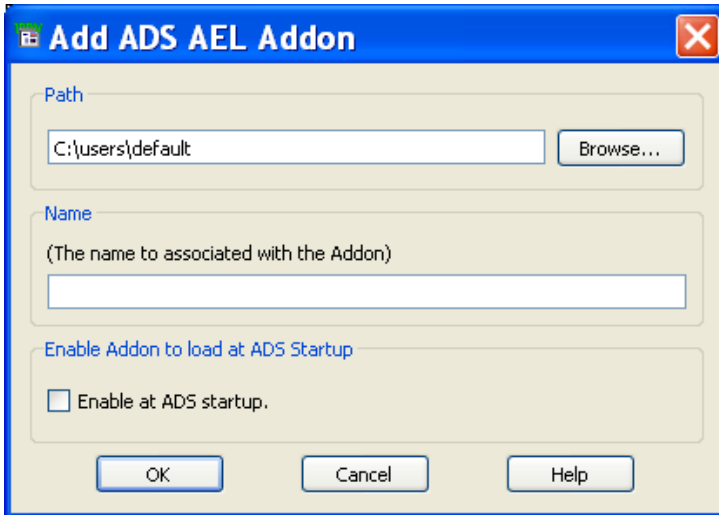 Add ADS AEL Addon
Path
C:\users\default
Browse...
Name
(The name to associated with the Addon)
Enable Addon to load at ADS Startup
Enable at ADS startup.
OK
Cancel
Help